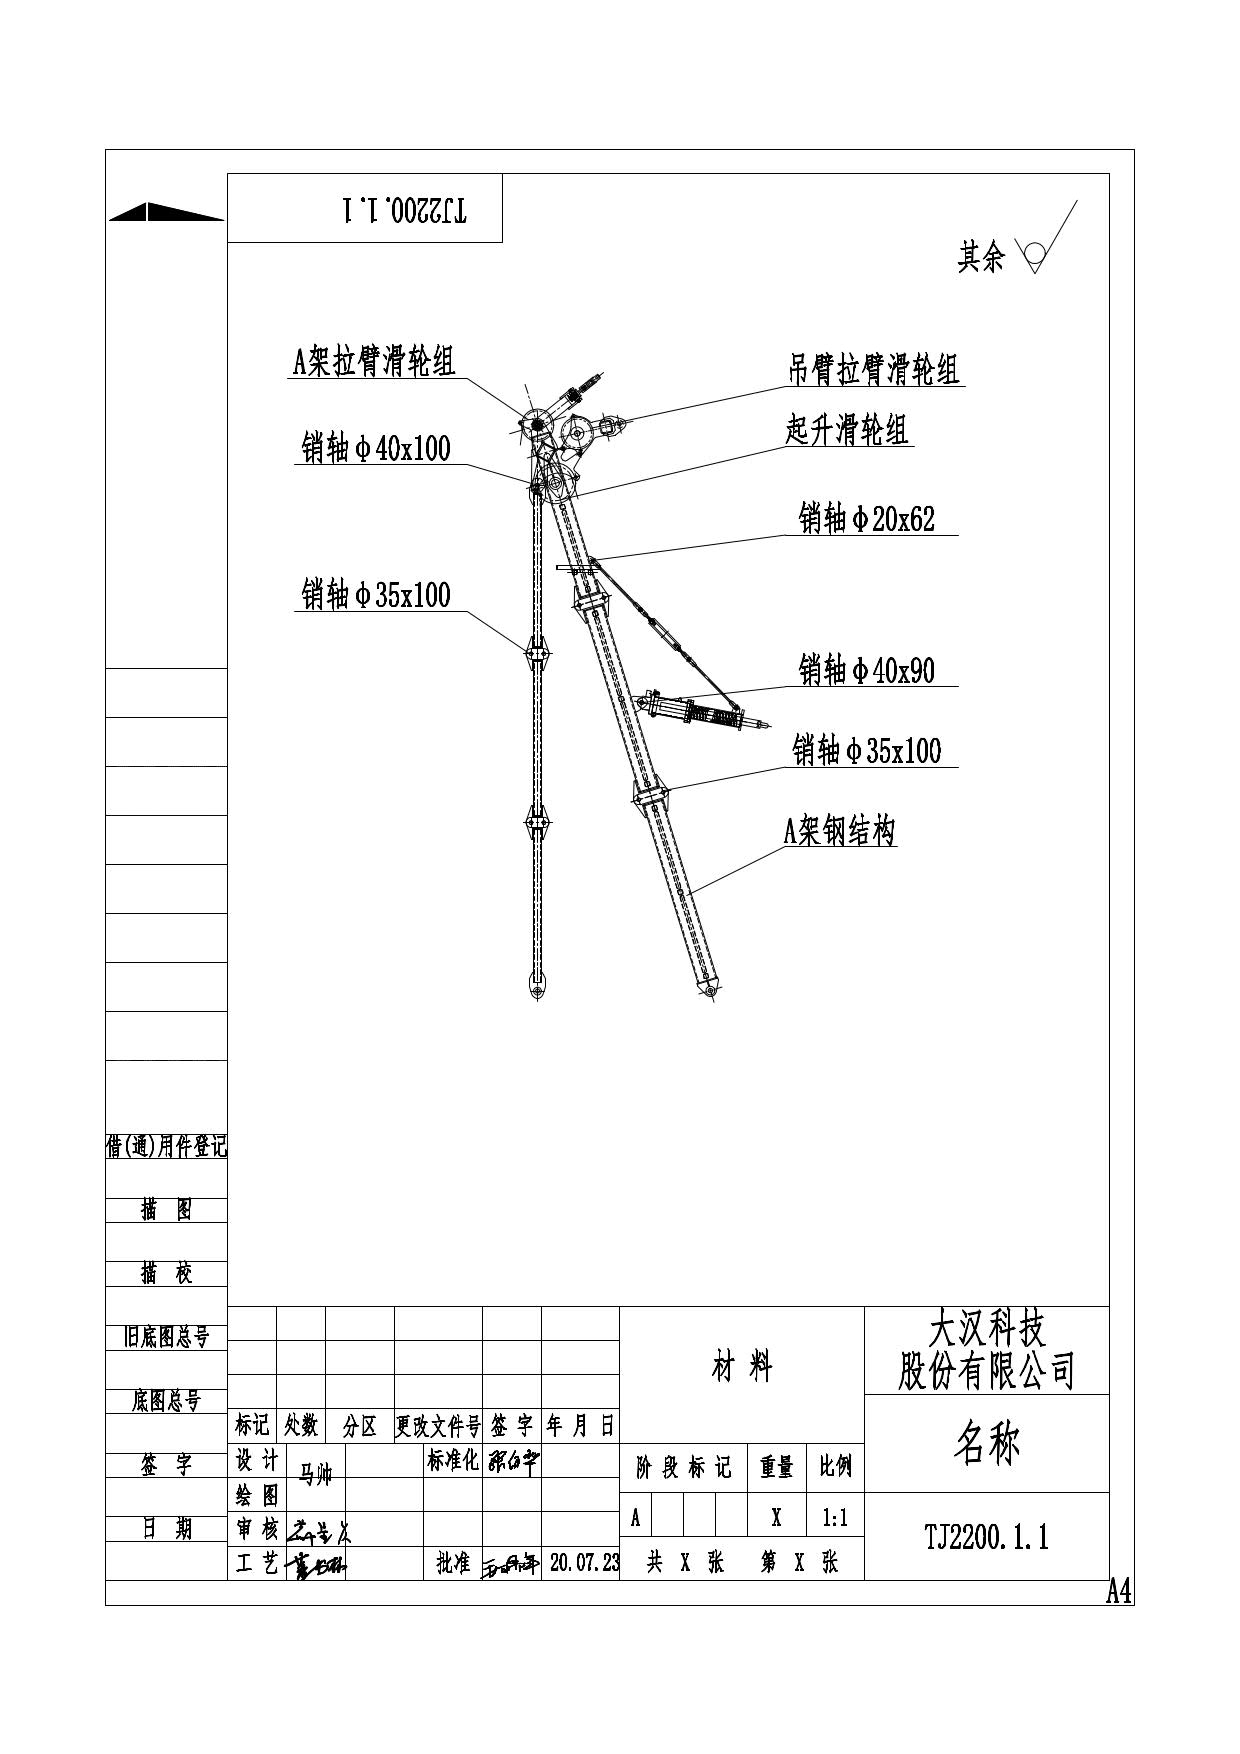 TJ2200.1.1
其余
A架拉臂滑轮组
吊臂拉臂滑轮组
起升滑轮组
销轴φ40x100
销轴φ20x62
销轴φ35x100
销轴φ40x90
销轴φ35x100
A架钢结构
借(通)用件登记
描 图
描 校
旧底图总号
底图总号
签 字
日 期
标记 处数 分区 更改文件号 签字 年月日
设计 马帅 标准化
绘图
审核
工艺 批准 20.07.23
材料
阶段标记 重量 比例
A X 1:1
共 X 张 第 X 张
大汉科技
股份有限公司
名称
TJ2200.1.1
A4